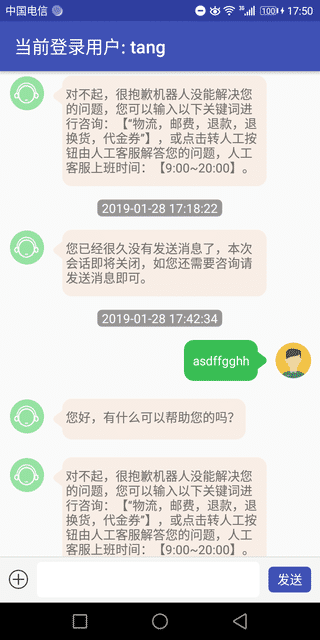 中国电信 100 17:50
当前登录用户: tang
对不起，很抱歉机器人没能解决您
的问题，您可以输入以下关键词进
行咨询：【"物流，邮费，退款，退
换货，代金券"】，或点击转人工按
钮由人工客服解答您的问题，人工
客服上班时间：【9:00~20:00】。
2019-01-28 17:18:22
您已经很久没有发送消息了，本次
会话即将关闭，如您还需要咨询请
发送消息即可。
2019-01-28 17:42:34
asdffgghh
您好，有什么可以帮助您的吗？
对不起，很抱歉机器人没能解决您
的问题，您可以输入以下关键词进
行咨询：【"物流，邮费，退款，退
换货，代金券"】，或点击转人工按
钮由人工客服解答您的问题，人工
客服上班时间：【9:00~20:00】。
发送